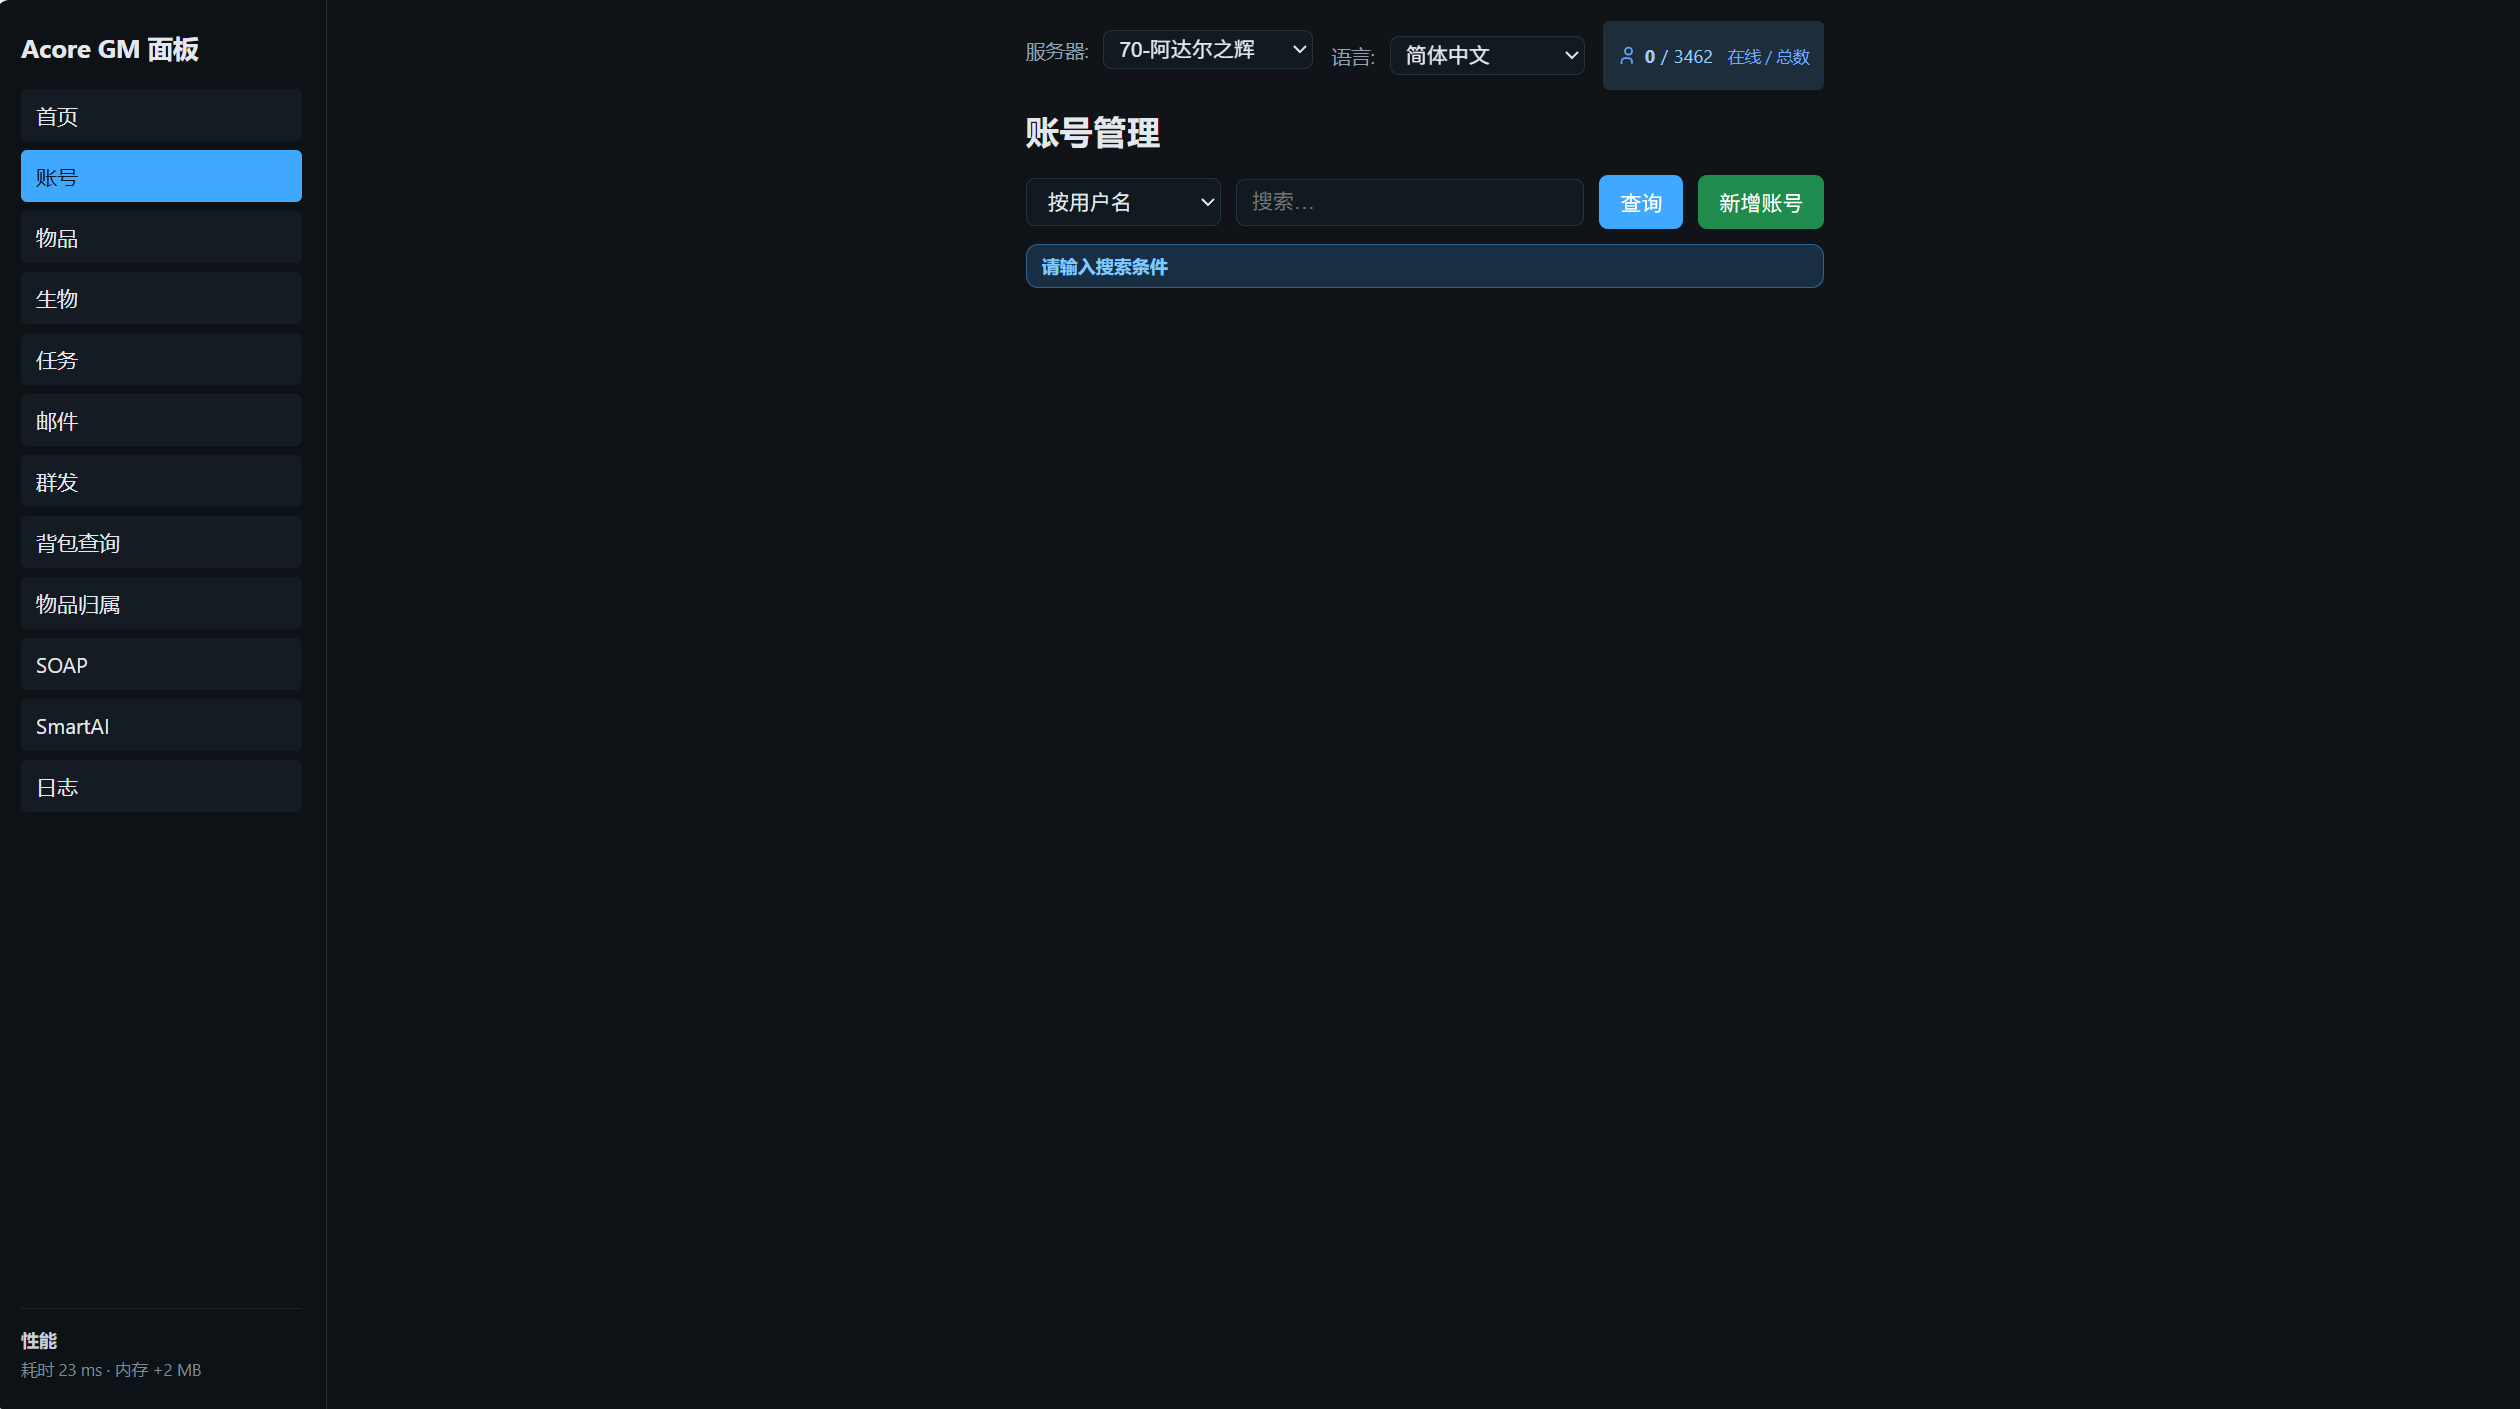 Acore GM 面板
首页
账号
物品
生物
任务
邮件
群发
背包查询
物品归属
SOAP
SmartAI
日志
性能
耗时 23 ms · 内存 +2 MB
服务器: 70-阿达尔之辉 语言: 简体中文 0 / 3462 在线 / 总数
账号管理
按用户名 搜索... 查询 新增账号
请输入搜索条件